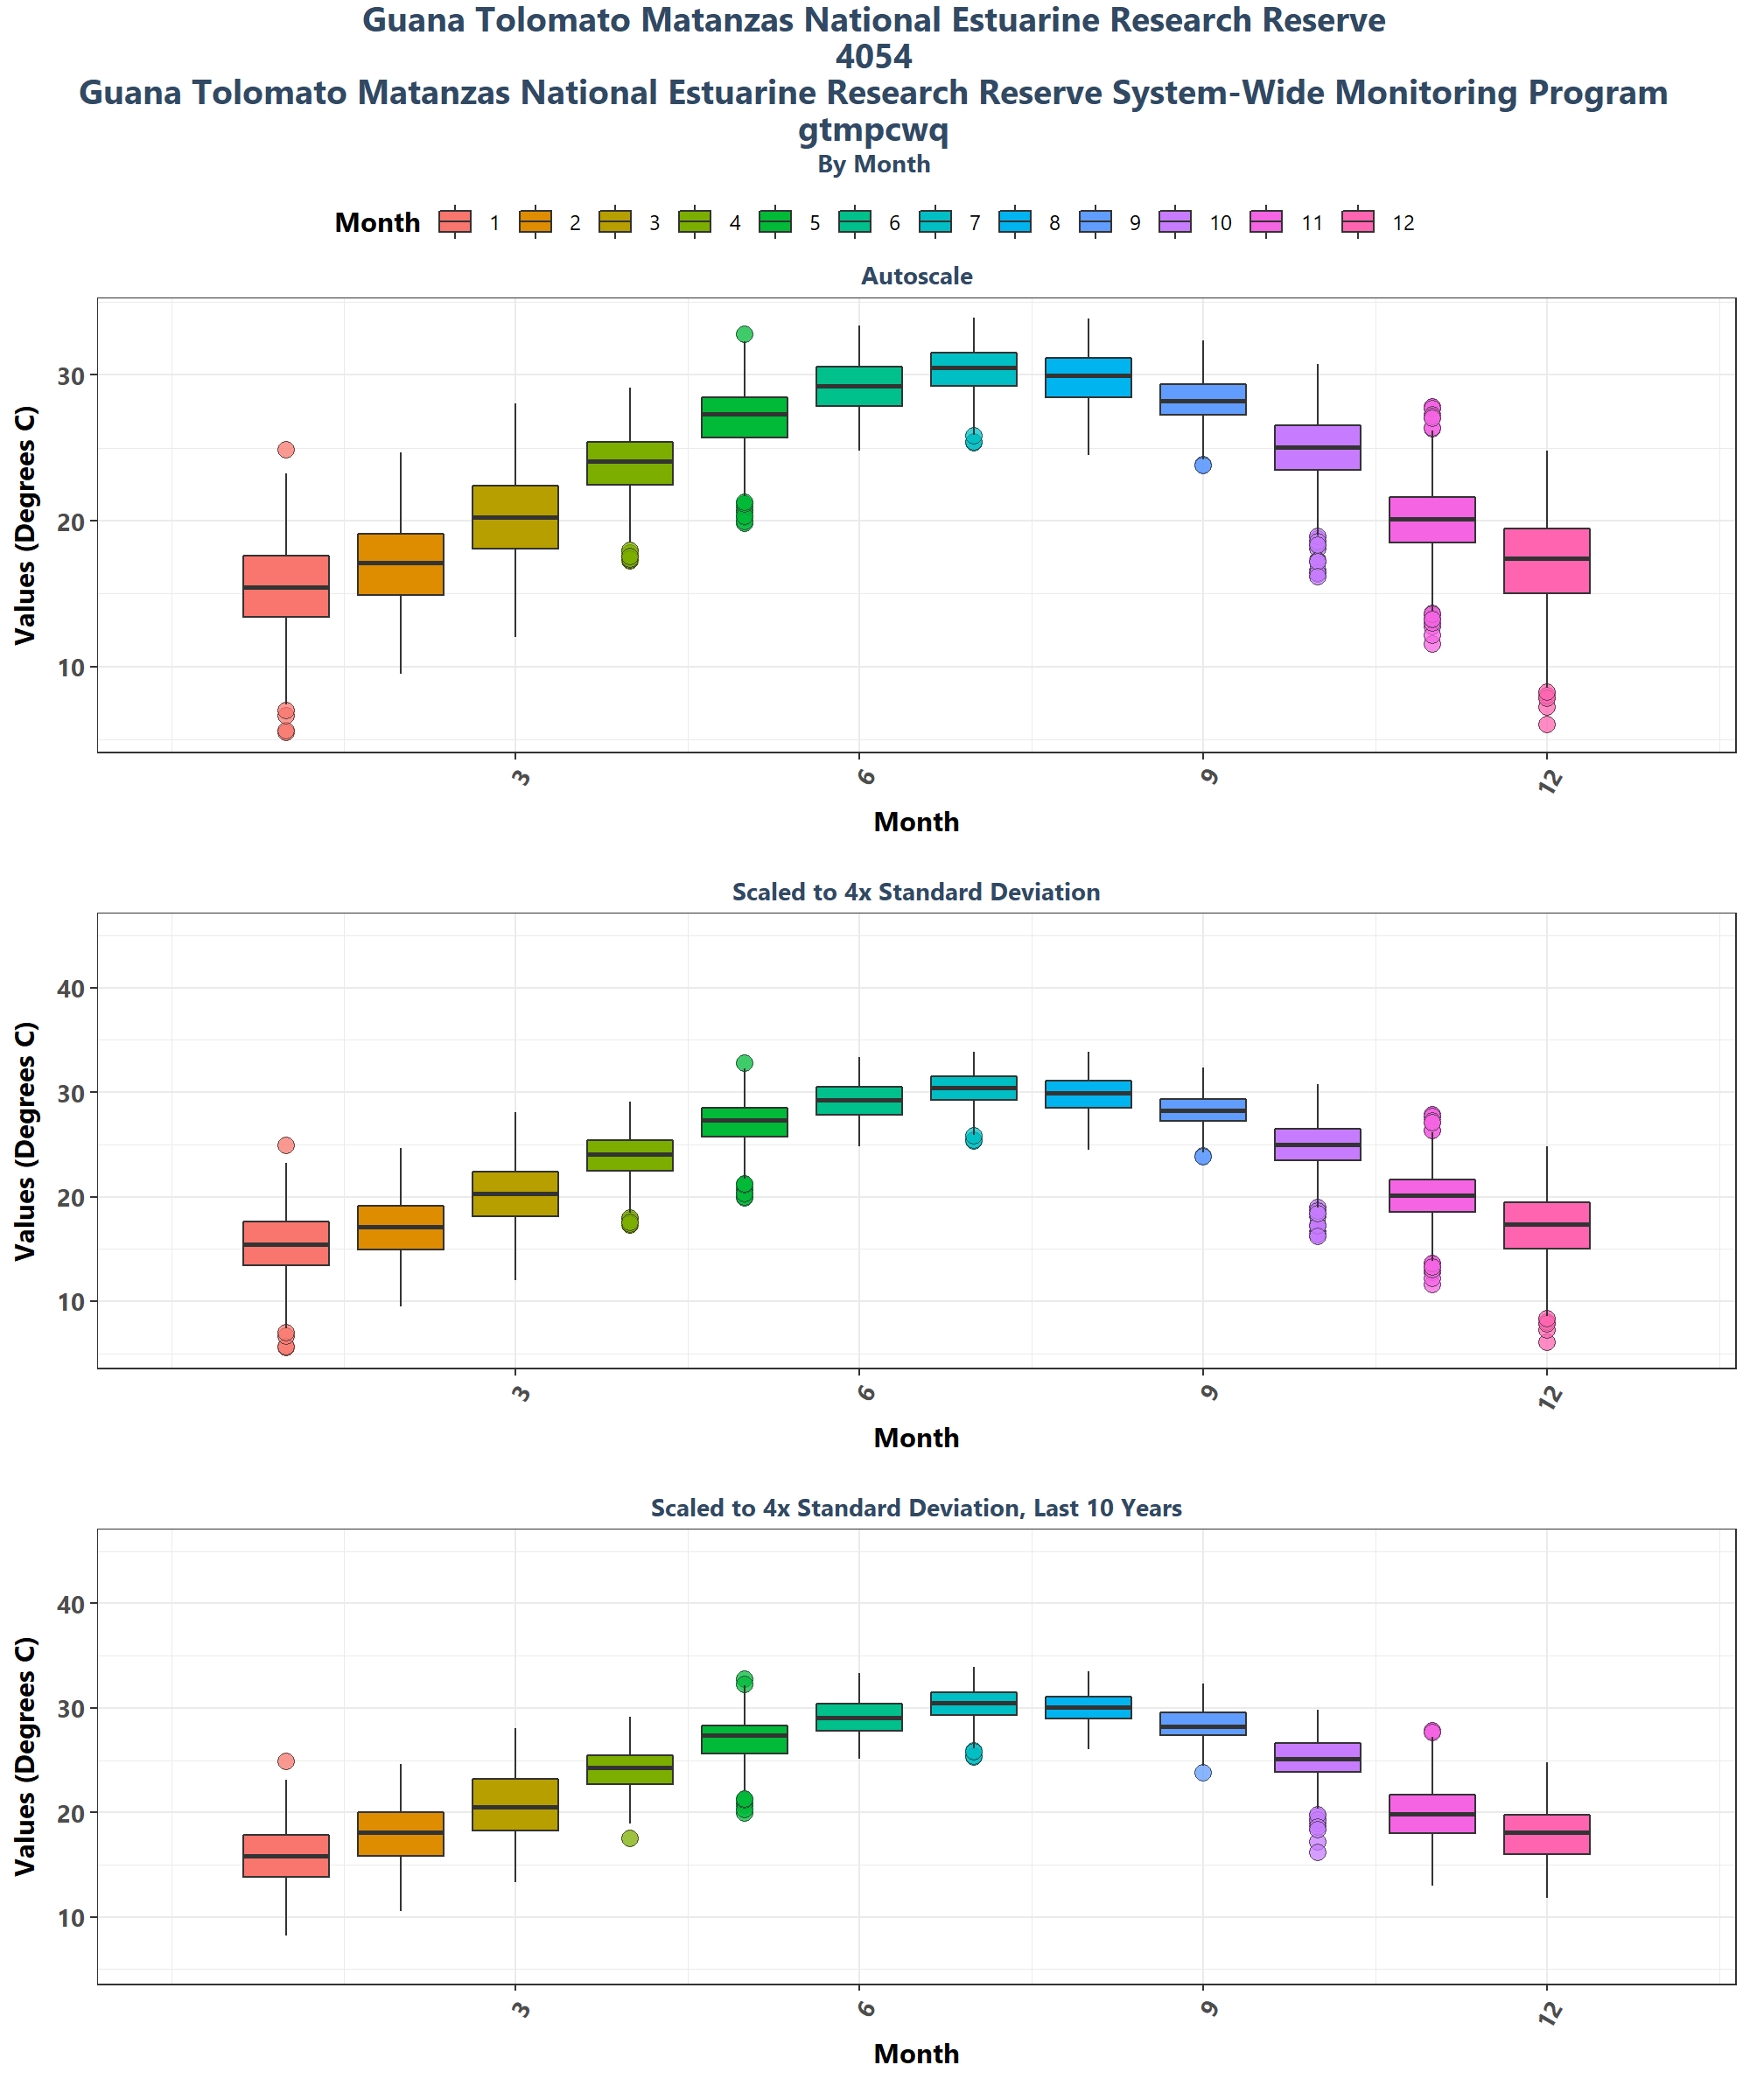 Guana Tolomato Matanzas National Estuarine Research Reserve
4054
Guana Tolomato Matanzas National Estuarine Research Reserve System-Wide Monitoring Program
gtmpcwq
By Month
Month 1 2 3 4 5 6 7 8 9 10 11 12
Autoscale
Values (Degrees C)
30
20
10
3 6 9 12
Month
Scaled to 4x Standard Deviation
Values (Degrees C)
40
30
20
10
3 6 9 12
Month
Scaled to 4x Standard Deviation, Last 10 Years
Values (Degrees C)
40
30
20
10
3 6 9 12
Month